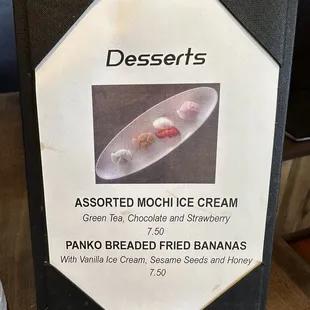 Desserts
ASSORTED MOCHI ICE CREAM
Green Tea, Chocolate and Strawberry
7.50
PANKO BREADED FRIED BANANAS
With Vanilla Ice Cream, Sesame Seeds and Honey
7.50